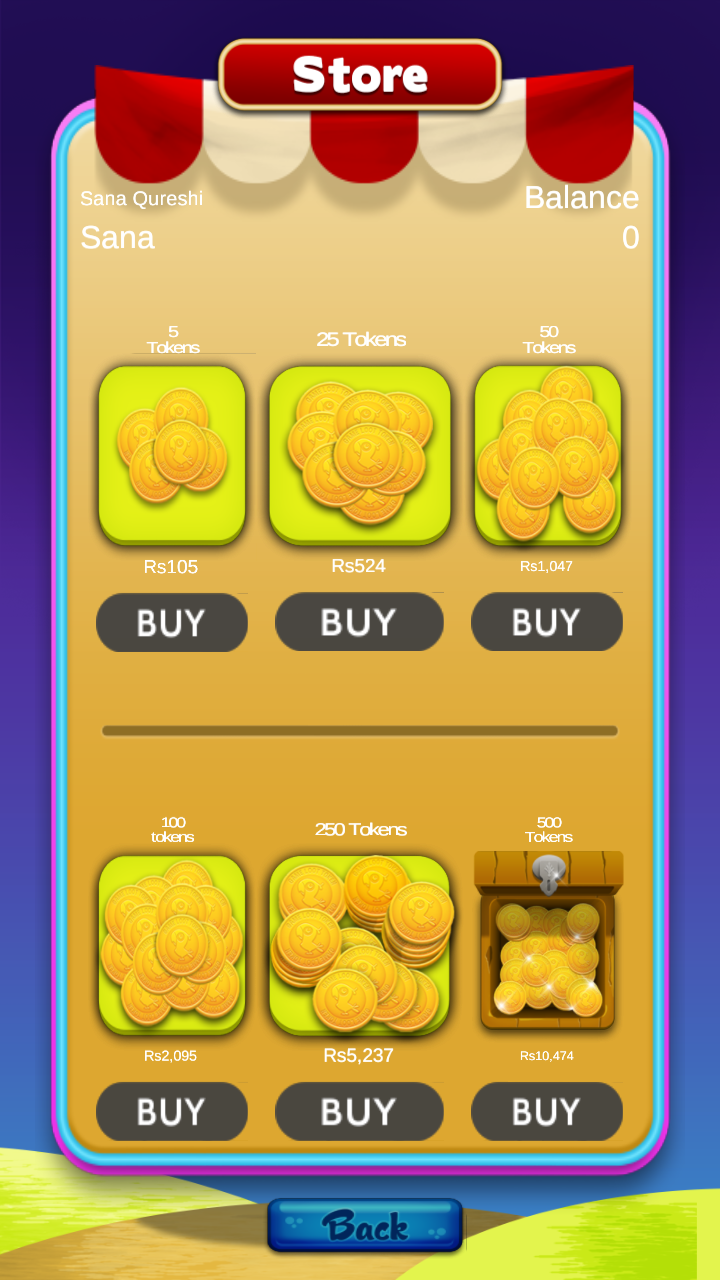 Store
Sana Qureshi
Balance
Sana
0
5
Tokens
25 Tokens
50
Tokens
Rs105
Rs524
Rs1,047
BUY
BUY
BUY
100
tokens
250 Tokens
500
Tokens
Rs2,095
Rs5,237
Rs10,474
BUY
BUY
BUY
Back